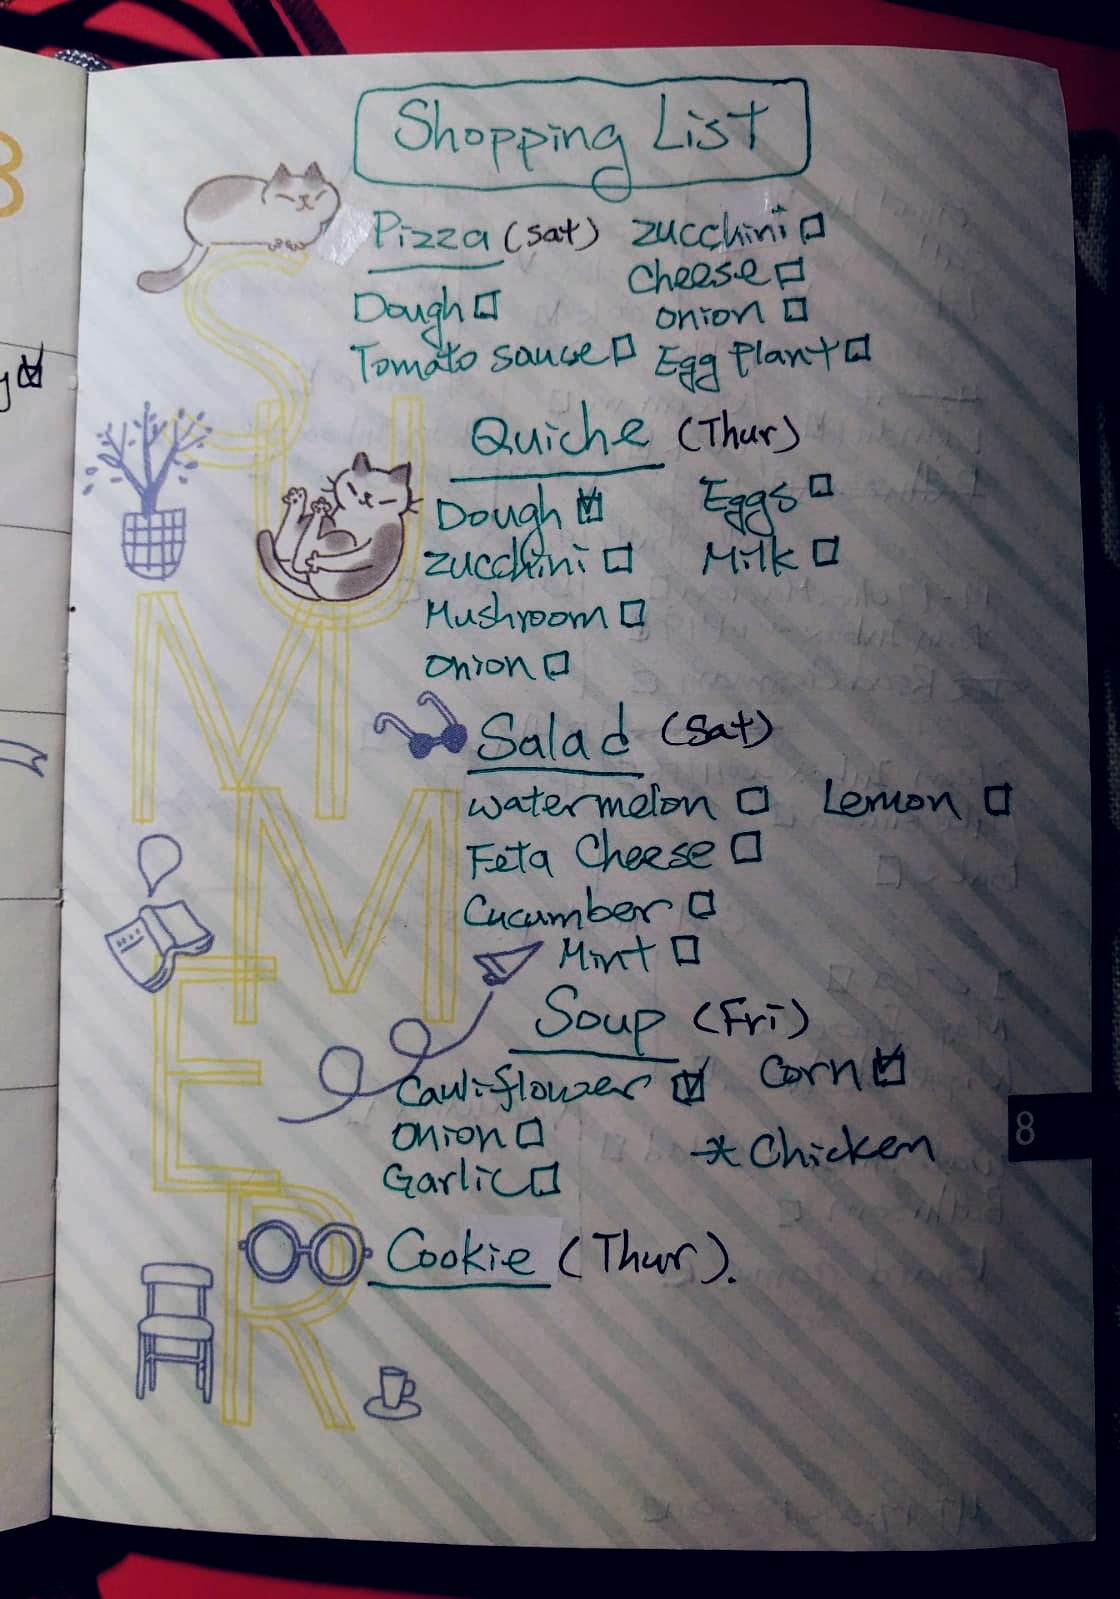 Shopping List
Pizza (Sat)
Dough ☐
Tomato sauce ☐
zucchini ☐
Cheese ☐
onion ☐
Egg Plant ☐
Quiche (Thur)
Dough ☑
zucchini ☐
Mushroom ☐
onion ☐
Eggs ☐
Milk ☐
Salad (Sat)
watermelon ☐ Lemon ☐
Feta Cheese ☐
Cucumber ☐
Mint ☐
Soup (Fri)
Cauliflower ☑ Corn ☑
onion ☐
Garlic ☐
* Chicken
Cookie (Thur).
SUMMER
8